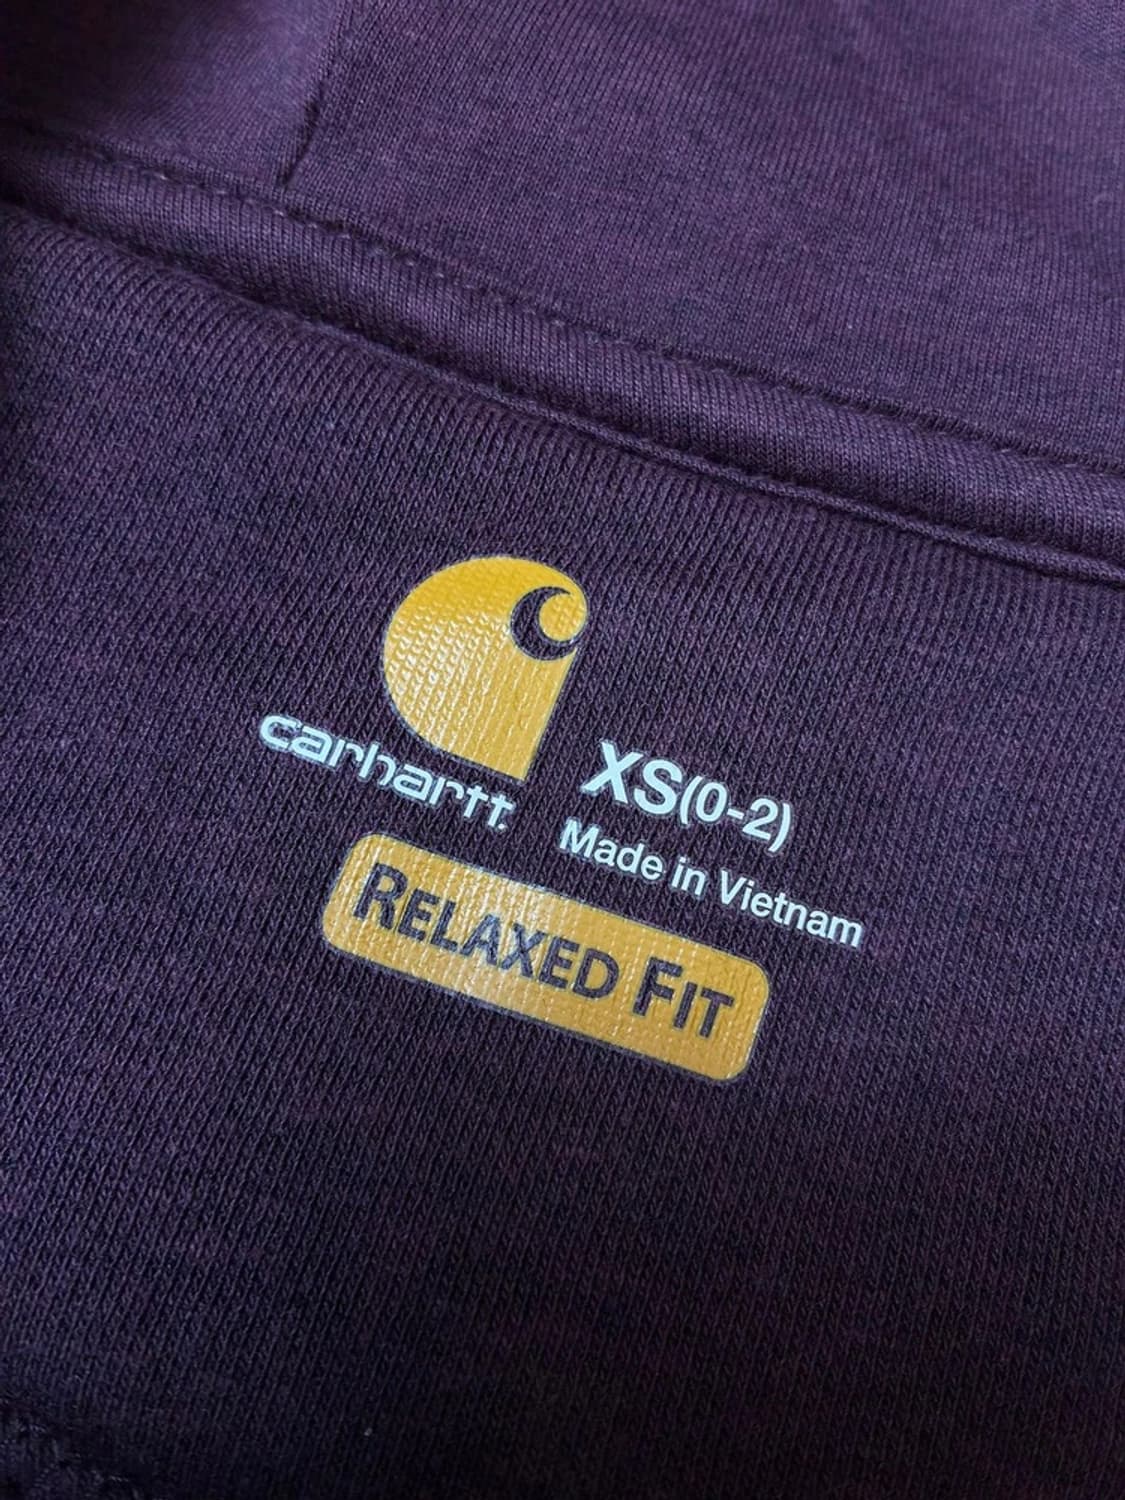 carhartt.
XS(0-2)
Made in Vietnam
RELAXED FIT